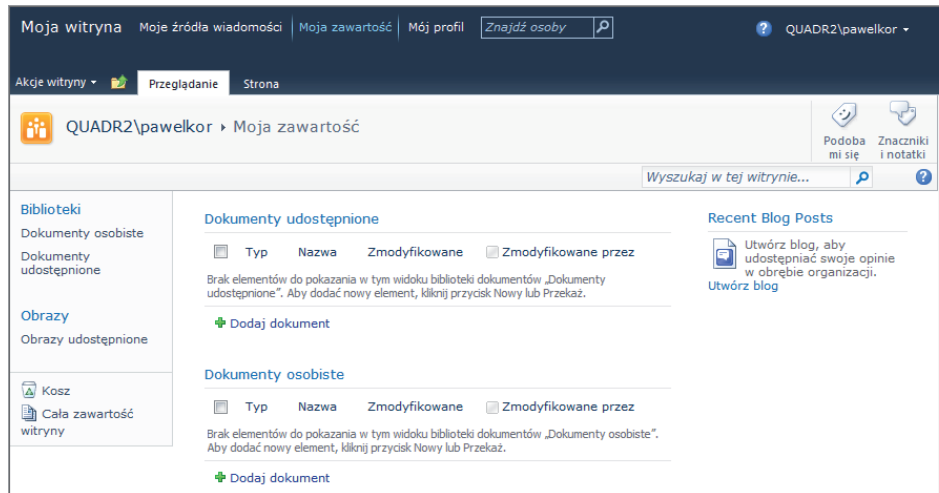 Moja witryna Moje źródła wiadomości Moja zawartość Mój profil Znajdź osoby QUADR2\pawelkor
Akcje witryny Przeglądanie Strona
QUADR2\pawelkor Moja zawartość
Podoba mi się
Znaczniki i notatki
Wyszukaj w tej witrynie...
Biblioteki
Dokumenty osobiste
Dokumenty
udostępnione
Obrazy
Obrazy udostępnione
Kosz
Cała zawartość
witryny
Dokumenty udostępnione
Typ Nazwa Zmodyfikowane Zmodyfikowane przez
Brak elementów do pokazania w tym widoku biblioteki dokumentów „Dokumenty
udostępnione”. Aby dodać nowy element, kliknij przycisk Nowy lub Przekaż.
Dodaj dokument
Dokumenty osobiste
Typ Nazwa Zmodyfikowane Zmodyfikowane przez
Brak elementów do pokazania w tym widoku biblioteki dokumentów „Dokumenty osobiste”.
Aby dodać nowy element, kliknij przycisk Nowy lub Przekaż.
Dodaj dokument
Recent Blog Posts
Utwórz blog, aby
udostępniać swoje opinie
w obrębie organizacji.
Utwórz blog